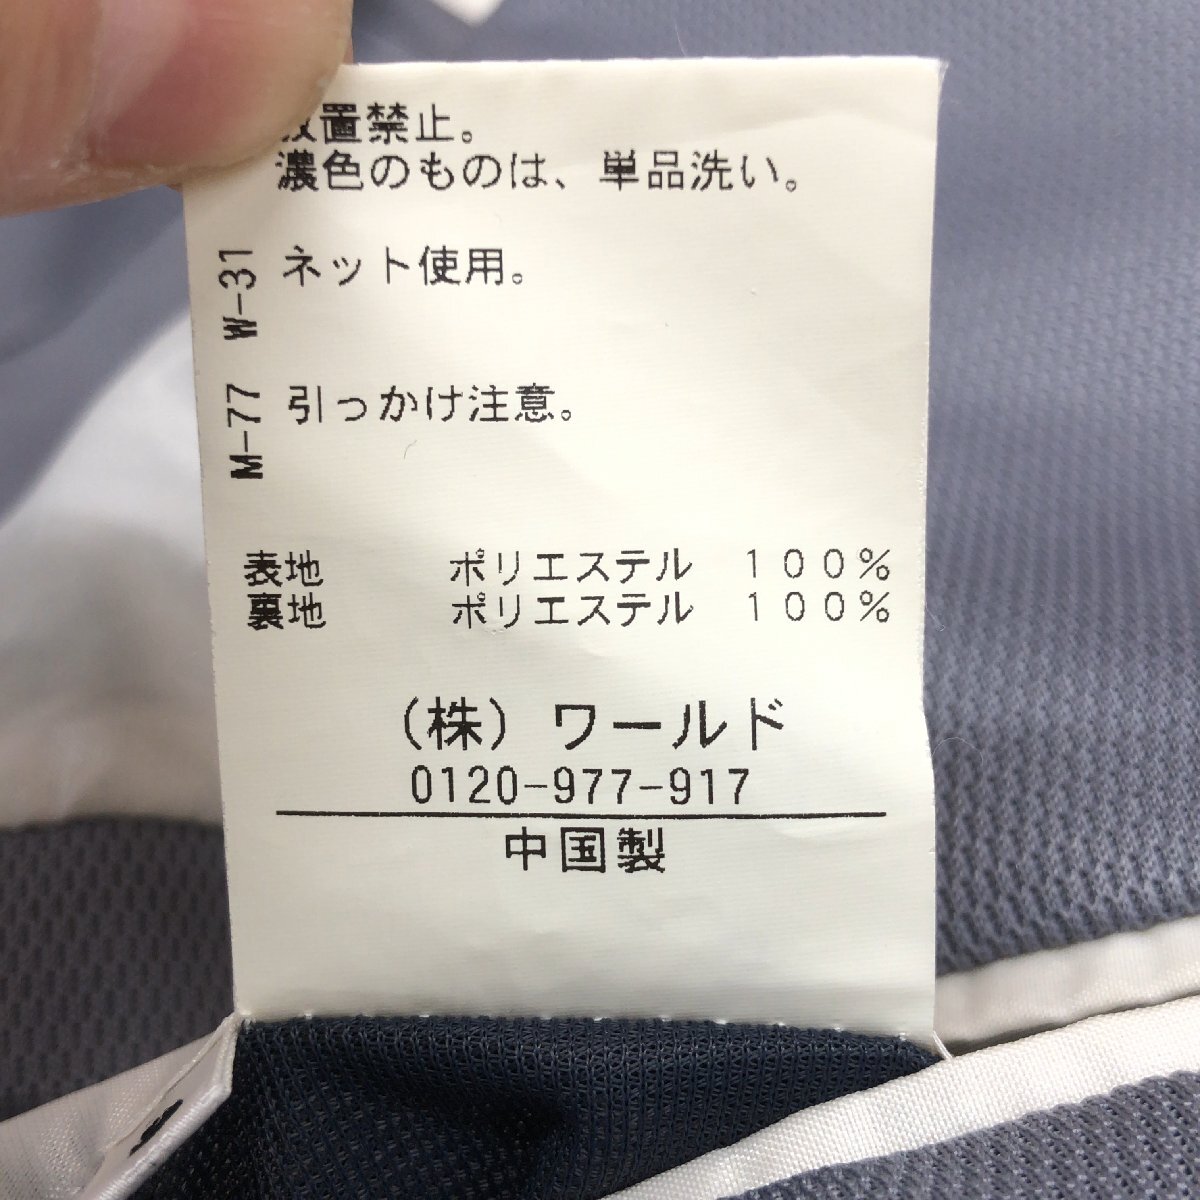 置禁止。
濃色のものは、単品洗い。
W-31 ネット使用。
M-77 引っかけ注意。
表地 ポリエステル 100%
裏地 ポリエステル 100%
(株) ワールド
0120-977-917
中国製